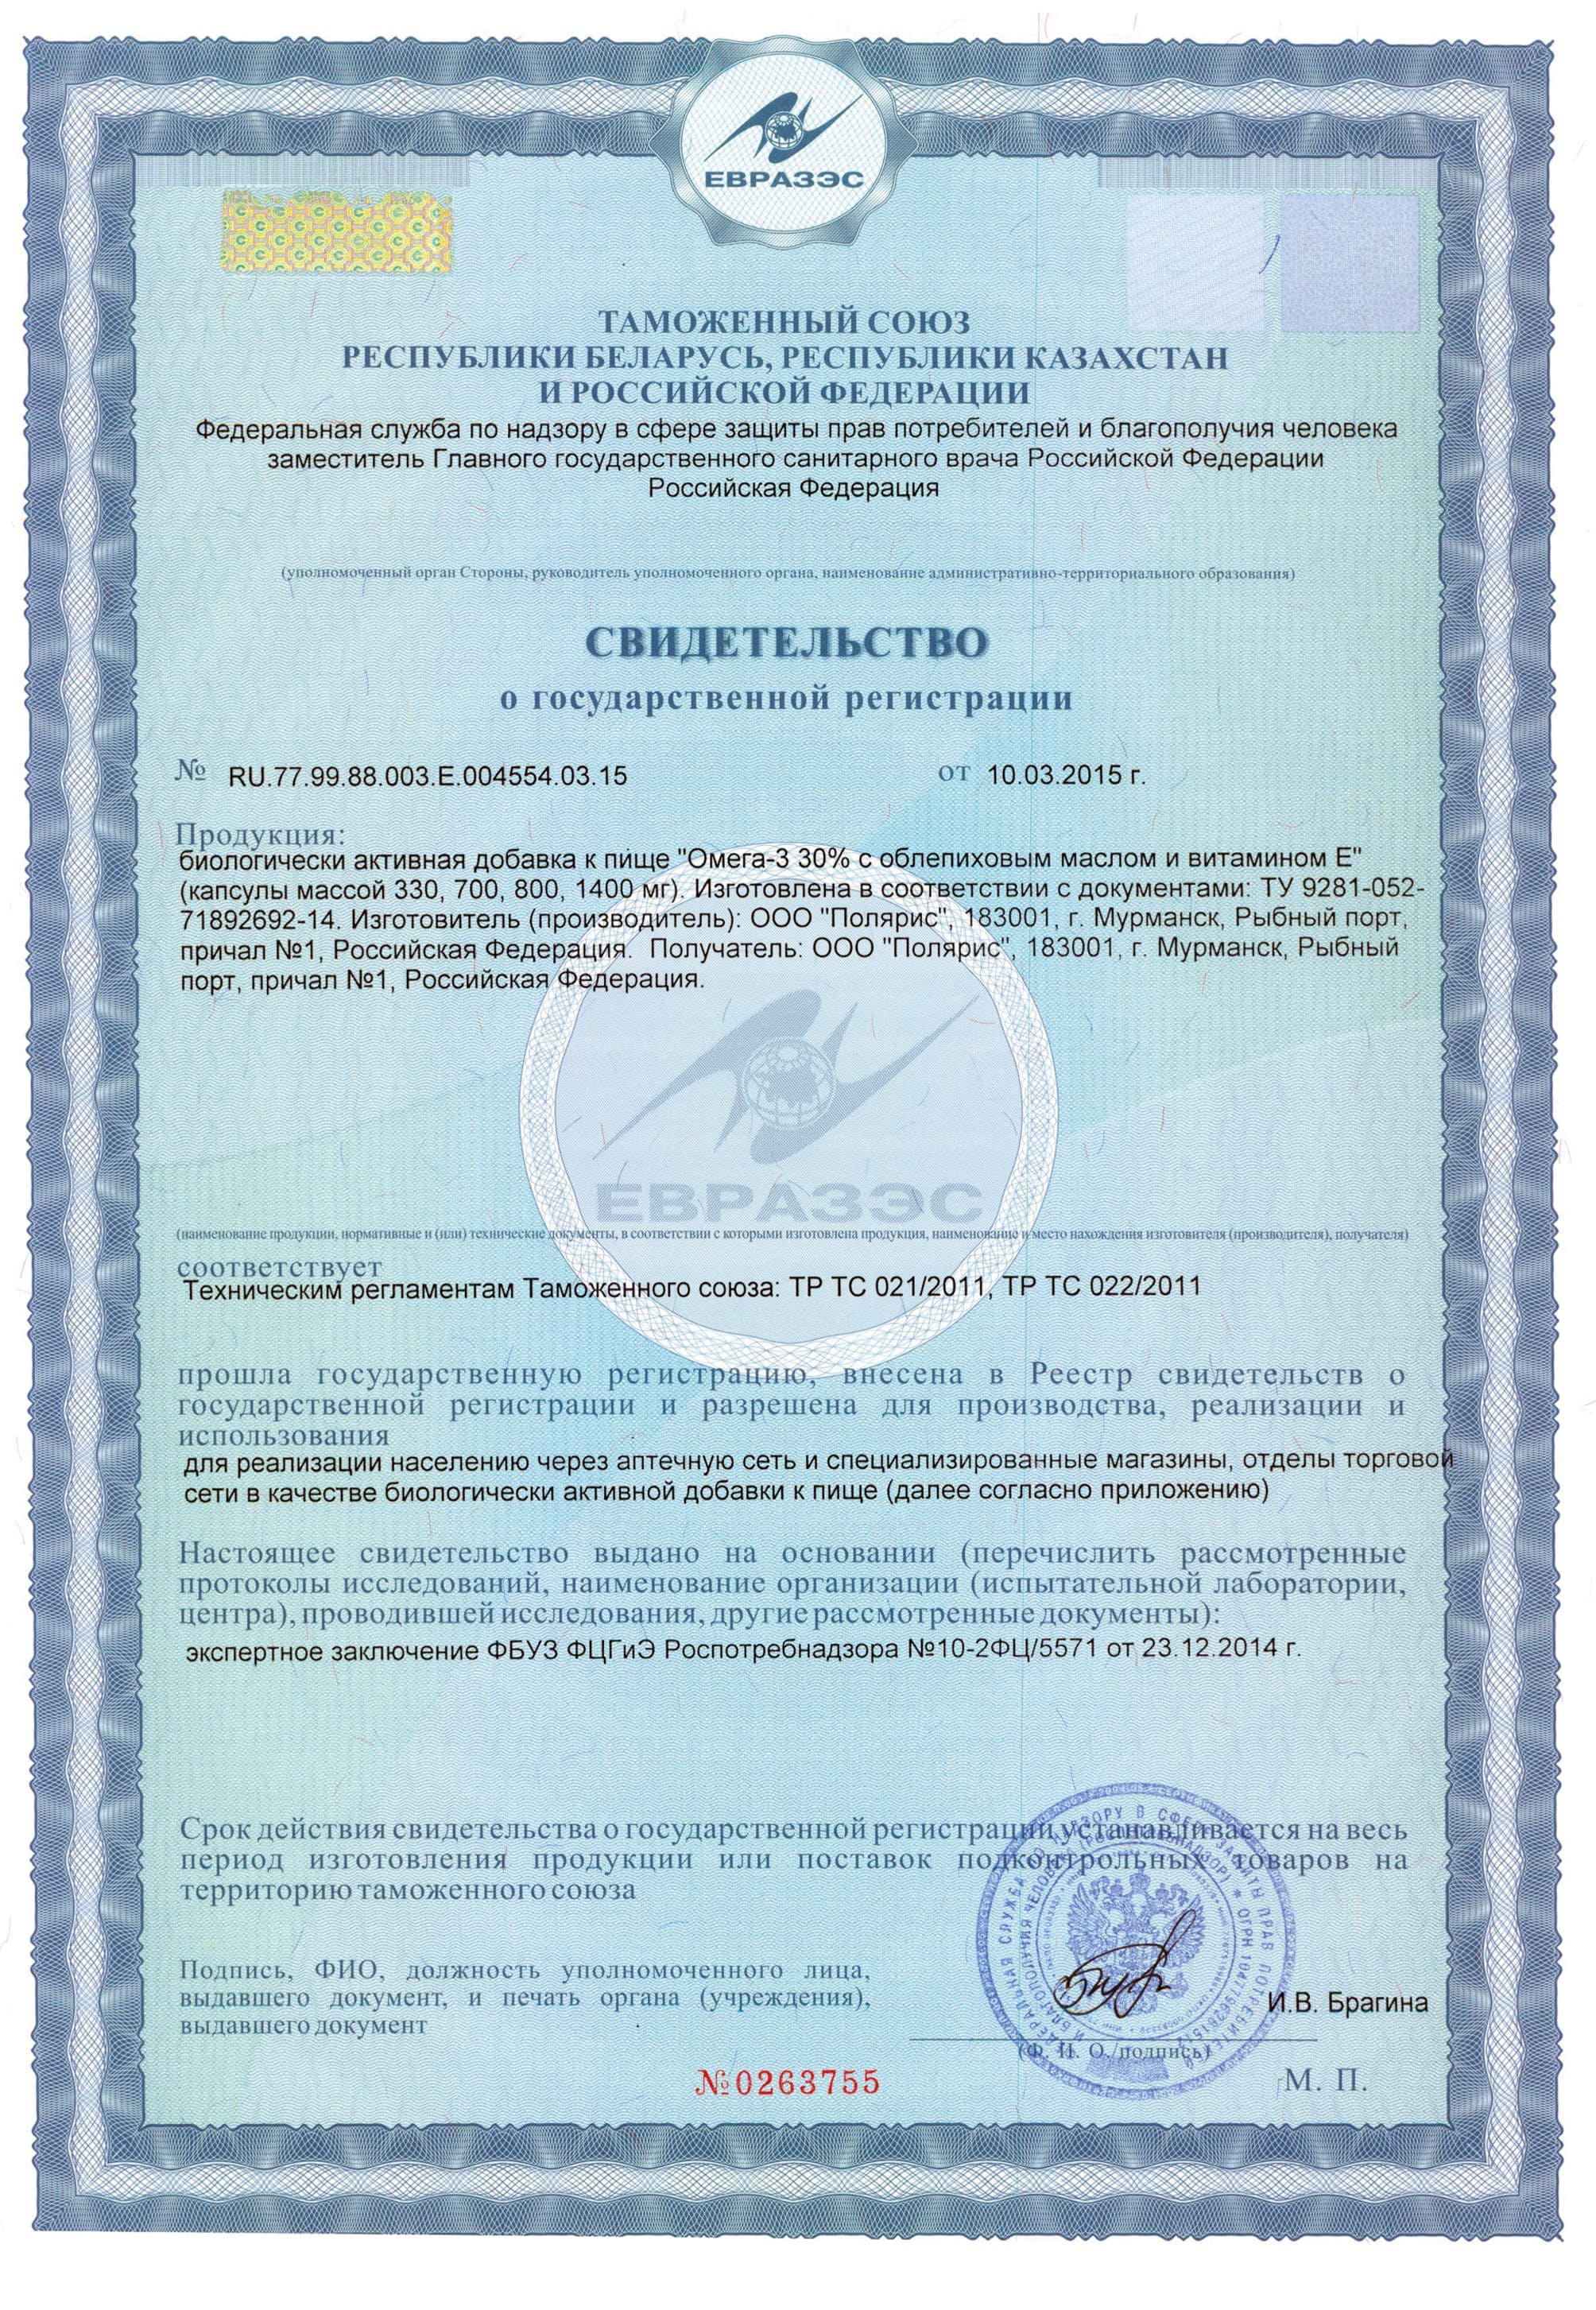 ЕВРАЗЭС
ТАМОЖЕННЫЙ СОЮЗ
РЕСПУБЛИКИ БЕЛАРУСЬ, РЕСПУБЛИКИ КАЗАХСТАН
И РОССИЙСКОЙ ФЕДЕРАЦИИ
Федеральная служба по надзору в сфере защиты прав потребителей и благополучия человека
заместитель Главного государственного санитарного врача Российской Федерации
Российская Федерация
(уполномоченный орган Стороны, руководитель уполномоченного органа, наименование административно-территориального образования)
СВИДЕТЕЛЬСТВО
о государственной регистрации
№ RU.77.99.88.003.Е.004554.03.15 от 10.03.2015 г.
Продукция:
биологически активная добавка к пище "Омега-3 30% с облепиховым маслом и витамином Е"
(капсулы массой 330, 700, 800, 1400 мг). Изготовлена в соответствии с документами: ТУ 9281-052-
71892692-14. Изготовитель (производитель): ООО "Полярис", 183001, г. Мурманск, Рыбный порт,
причал №1, Российская Федерация. Получатель: ООО "Полярис", 183001, г. Мурманск, Рыбный
порт, причал №1, Российская Федерация.
ЕВРАЗЭС
(наименование продукции, нормативные и (или) технические документы, в соответствии с которыми изготовлена продукция, наименование и место нахождения изготовителя (производителя), получателя)
соответствует
Техническим регламентам Таможенного союза: ТР ТС 021/2011, ТР ТС 022/2011
прошла государственную регистрацию, внесена в Реестр свидетельств о
государственной регистрации и разрешена для производства, реализации и
использования
для реализации населению через аптечную сеть и специализированные магазины, отделы торговой
сети в качестве биологически активной добавки к пище (далее согласно приложению)
Настоящее свидетельство выдано на основании (перечислить рассмотренные
протоколы исследований, наименование организации (испытательной лаборатории,
центра), проводившей исследования, другие рассмотренные документы):
экспертное заключение ФБУЗ ФЦГиЭ Роспотребнадзора №10-2ФЦ/5571 от 23.12.2014 г.
Срок действия свидетельства о государственной регистрации устанавливается на весь
период изготовления продукции или поставок подконтрольных товаров на
территорию таможенного союза
Подпись, ФИО, должность уполномоченного лица,
выдавшего документ, и печать органа (учреждения),
выдавшего документ
И.В. Брагина
(Ф. И. О./подпись)
№0263755
М. П.